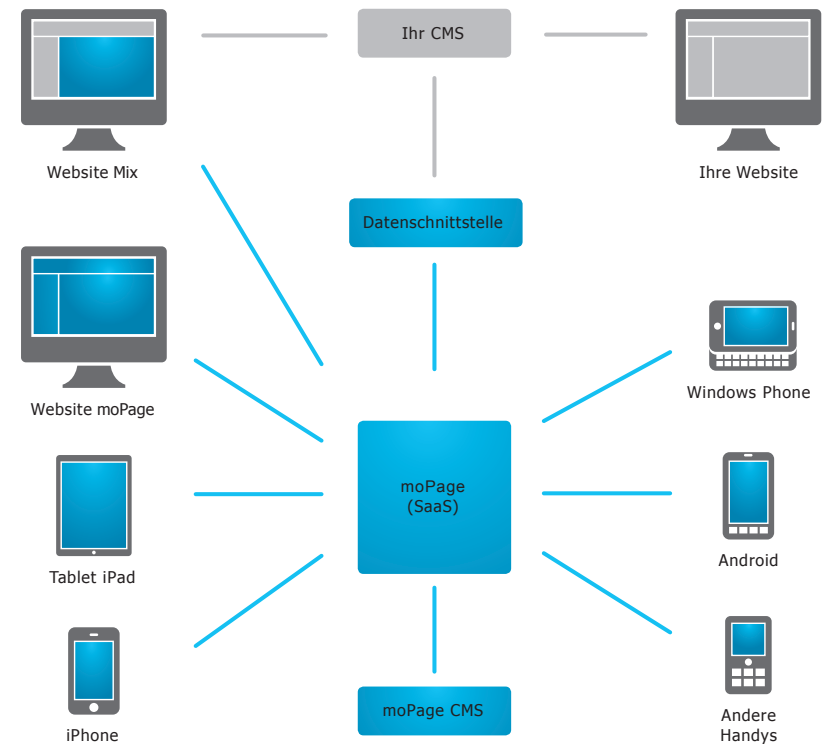 Ihr CMS
Website Mix
Ihre Website
Datenschnittstelle
Website moPage
Windows Phone
moPage
(SaaS)
Tablet iPad
Android
iPhone
moPage CMS
Andere
Handys